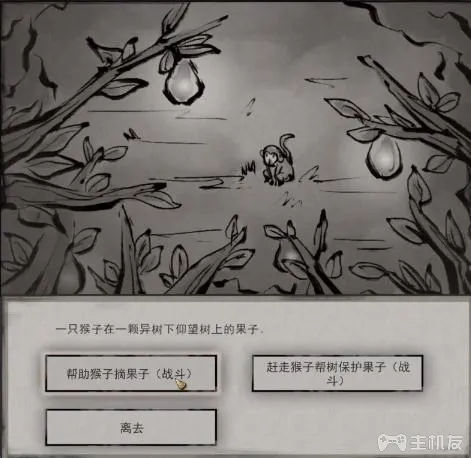 一只猴子在一颗异树下仰望树上的果子.
帮助猴子摘果子（战斗）
赶走猴子帮树保护果子（战
斗）
离去
主机友